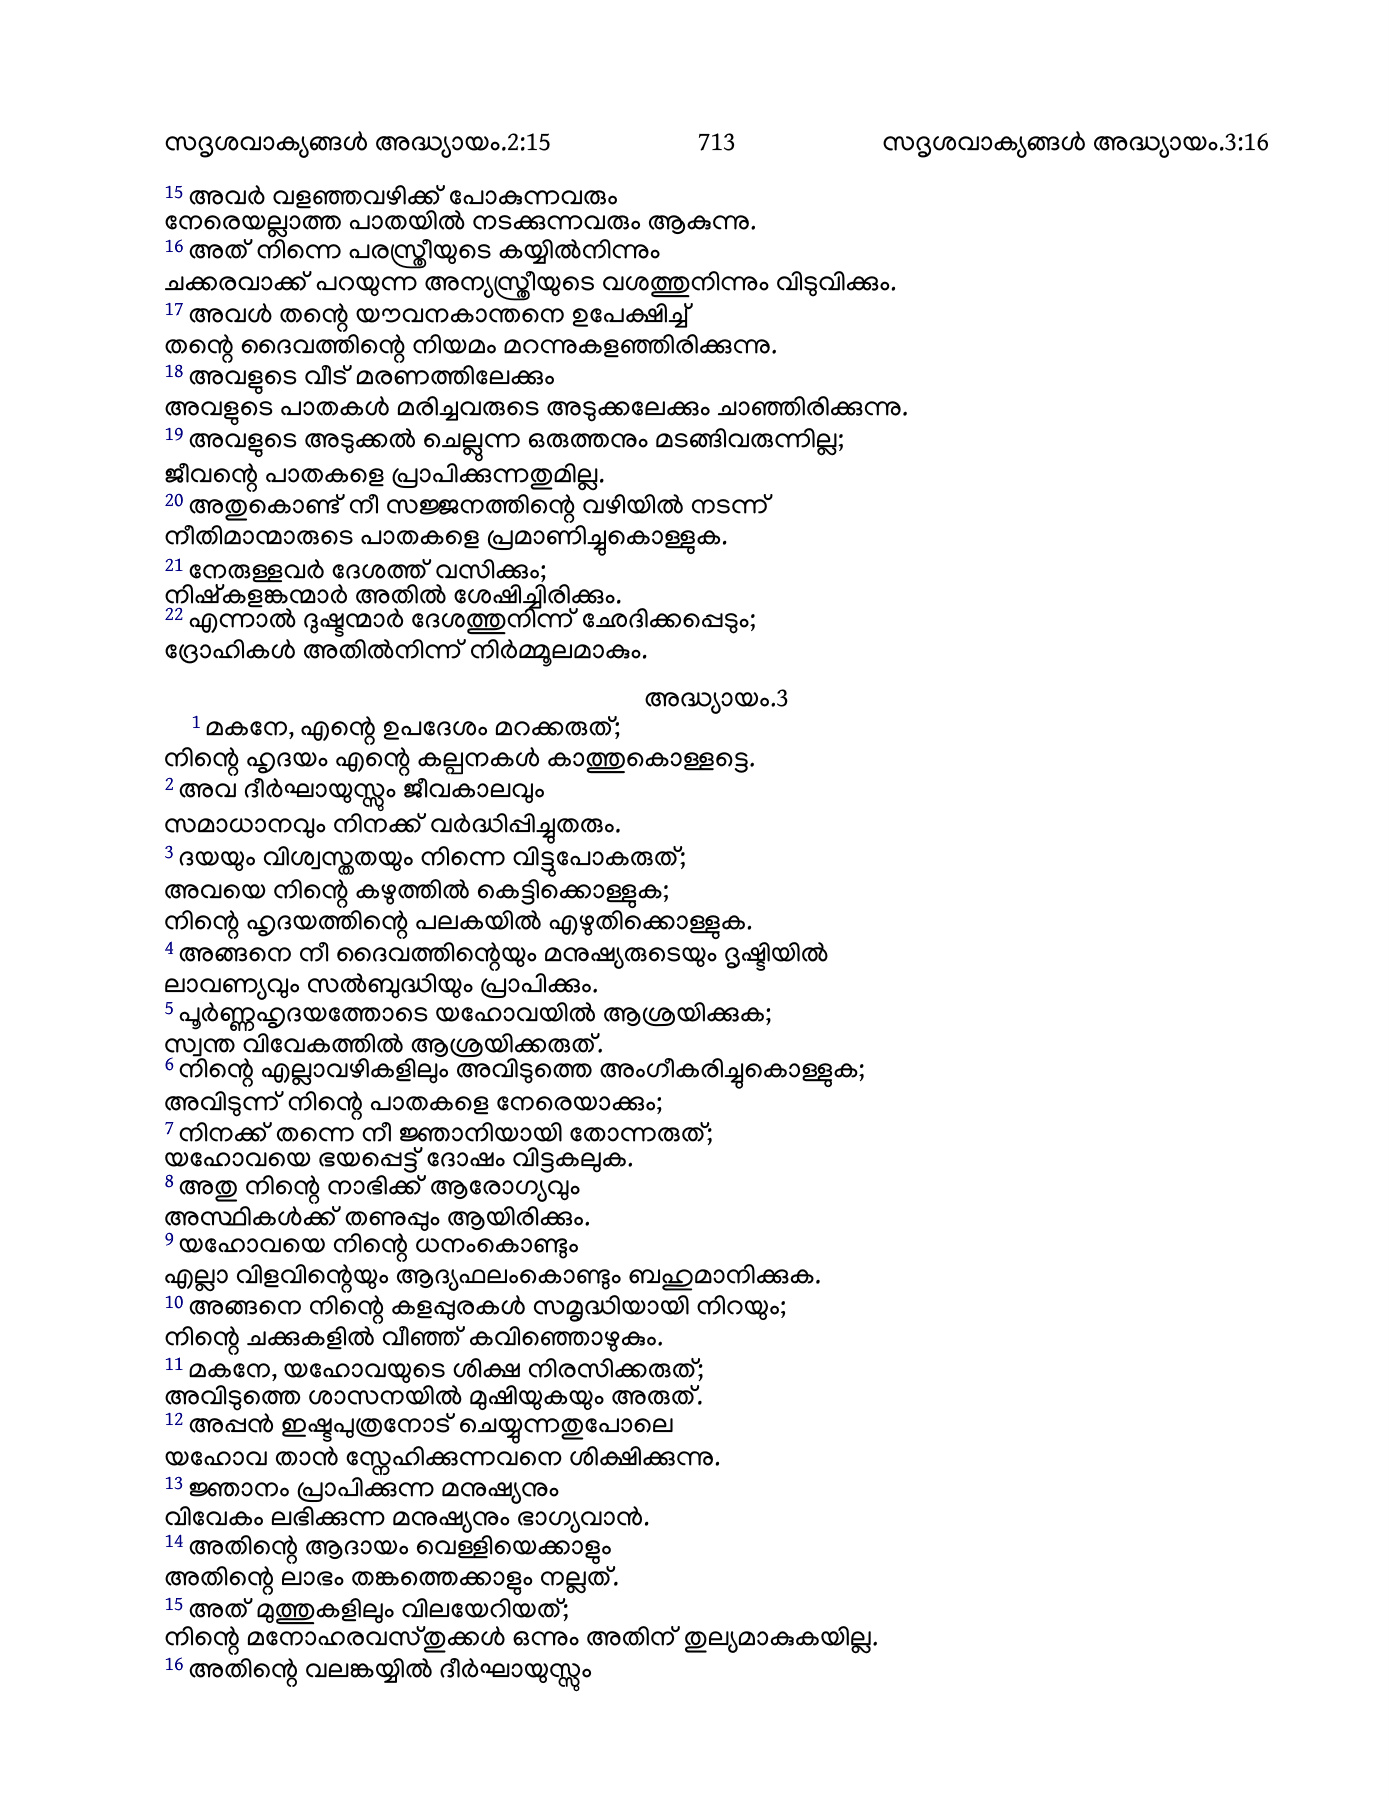 സദൃശവാക്യങ്ങൾ അദ്ധ്യായം.2:15 713 സദൃശവാക്യങ്ങൾ അദ്ധ്യായം.3:16
15 അവർ വളഞ്ഞവഴിക്ക് പോകുന്നവരും
നേരെയല്ലാത്ത പാതയിൽ നടക്കുന്നവരും ആകുന്നു.
16 അത് നിന്നെ പരസ്ത്രീയുടെ കയ്യിൽനിന്നും
ചക്കരവാക്ക് പറയുന്ന അന്യസ്ത്രീയുടെ വശത്തുനിന്നും വിടുവിക്കും.
17 അവൾ തന്റെ യൗവനകാന്തനെ ഉപേക്ഷിച്ച്
തന്റെ ദൈവത്തിന്റെ നിയമം മറന്നുകളഞ്ഞിരിക്കുന്നു.
18 അവളുടെ വീട് മരണത്തിലേക്കും
അവളുടെ പാതകൾ മരിച്ചവരുടെ അടുക്കലേക്കും ചാഞ്ഞിരിക്കുന്നു.
19 അവളുടെ അടുക്കൽ ചെല്ലുന്ന ഒരുത്തനും മടങ്ങിവരുന്നില്ല;
ജീവന്റെ പാതകളെ പ്രാപിക്കുന്നതുമില്ല.
20 അതുകൊണ്ട് നീ സജ്ജനത്തിന്റെ വഴിയിൽ നടന്ന്
നീതിമാന്മാരുടെ പാതകളെ പ്രമാണിച്ചുകൊള്ളുക.
21 നേരുള്ളവർ ദേശത്ത് വസിക്കും;
നിഷ്കളങ്കന്മാർ അതിൽ ശേഷിച്ചിരിക്കും.
22 എന്നാൽ ദുഷ്ടന്മാർ ദേശത്തുനിന്ന് ഛേദിക്കപ്പെടും;
ദ്രോഹികൾ അതിൽനിന്ന് നിർമ്മൂലമാകും.
അദ്ധ്യായം.3
1 മകനേ, എന്റെ ഉപദേശം മറക്കരുത്;
നിന്റെ ഹൃദയം എന്റെ കല്പനകൾ കാത്തുകൊള്ളട്ടെ.
2 അവ ദീർഘായുസ്സും ജീവകാലവും
സമാധാനവും നിനക്ക് വർദ്ധിപ്പിച്ചുതരും.
3 ദയയും വിശ്വസ്തതയും നിന്നെ വിട്ടുപോകരുത്;
അവയെ നിന്റെ കഴുത്തിൽ കെട്ടിക്കൊള്ളുക;
നിന്റെ ഹൃദയത്തിന്റെ പലകയിൽ എഴുതിക്കൊള്ളുക.
4 അങ്ങനെ നീ ദൈവത്തിന്റെയും മനുഷ്യരുടെയും ദൃഷ്ടിയിൽ
ലാവണ്യവും സൽബുദ്ധിയും പ്രാപിക്കും.
5 പൂർണ്ണഹൃദയത്തോടെ യഹോവയിൽ ആശ്രയിക്കുക;
സ്വന്ത വിവേകത്തിൽ ആശ്രയിക്കരുത്.
6 നിന്റെ എല്ലാവഴികളിലും അവിടുത്തെ അംഗീകരിച്ചുകൊള്ളുക;
അവിടുന്ന് നിന്റെ പാതകളെ നേരെയാക്കും;
7 നിനക്ക് തന്നെ നീ ജ്ഞാനിയായി തോന്നരുത്;
യഹോവയെ ഭയപ്പെട്ട് ദോഷം വിട്ടകലുക.
8 അതു നിന്റെ നാഭിക്ക് ആരോഗ്യവും
അസ്ഥികൾക്ക് തണുപ്പും ആയിരിക്കും.
9 യഹോവയെ നിന്റെ ധനംകൊണ്ടും
എല്ലാ വിളവിന്റെയും ആദ്യഫലംകൊണ്ടും ബഹുമാനിക്കുക.
10 അങ്ങനെ നിന്റെ കളപ്പുരകൾ സമൃദ്ധിയായി നിറയും;
നിന്റെ ചക്കുകളിൽ വീഞ്ഞ് കവിഞ്ഞൊഴുകും.
11 മകനേ, യഹോവയുടെ ശിക്ഷ നിരസിക്കരുത്;
അവിടുത്തെ ശാസനയിൽ മുഷിയുകയും അരുത്.
12 അപ്പൻ ഇഷ്ടപുത്രനോട് ചെയ്യുന്നതുപോലെ
യഹോവ താൻ സ്നേഹിക്കുന്നവനെ ശിക്ഷിക്കുന്നു.
13 ജ്ഞാനം പ്രാപിക്കുന്ന മനുഷ്യനും
വിവേകം ലഭിക്കുന്ന മനുഷ്യനും ഭാഗ്യവാൻ.
14 അതിന്റെ ആദായം വെള്ളിയെക്കാളും
അതിന്റെ ലാഭം തങ്കത്തെക്കാളും നല്ലത്.
15 അത് മുത്തുകളിലും വിലയേറിയത്;
നിന്റെ മനോഹരവസ്തുക്കൾ ഒന്നും അതിന് തുല്യമാകുകയില്ല.
16 അതിന്റെ വലങ്കയ്യിൽ ദീർഘായുസ്സും